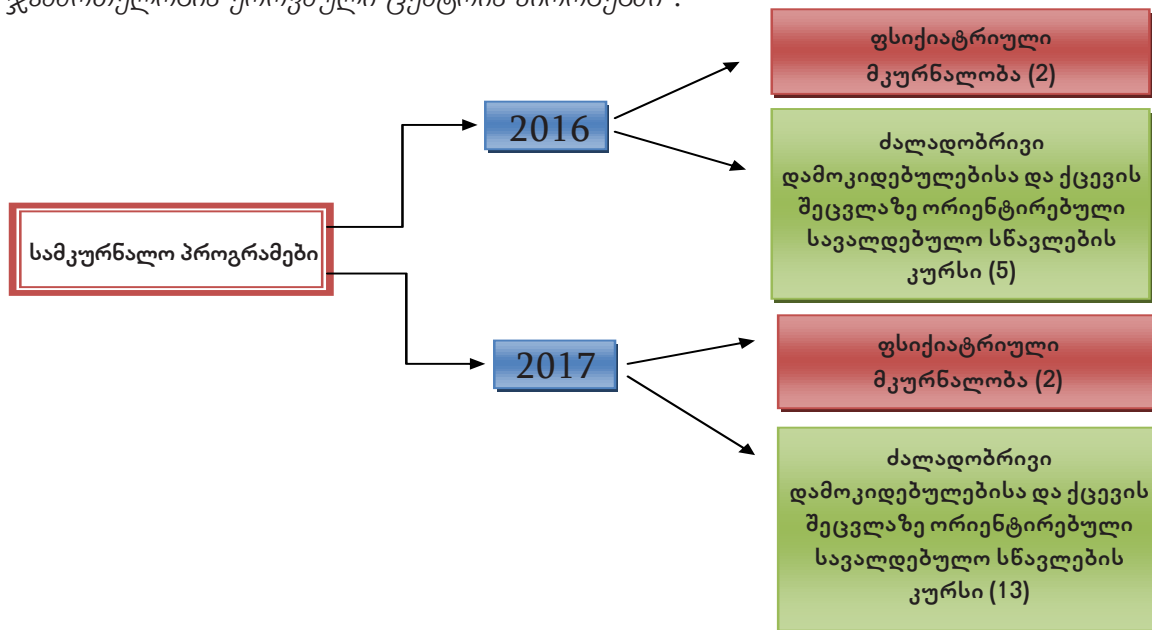 ფსიქიატრიული
მკურნალობა (2)
2016
ძალადობრივი
დამოკიდებულებისა და ქცევის
შეცვლაზე ორიენტირებული
სავალდებულო სწავლების
კურსი (5)
სამკურნალო პროგრამები
2017
ფსიქიატრიული
მკურნალობა (2)
ძალადობრივი
დამოკიდებულებისა და ქცევის
შეცვლაზე ორიენტირებული
სავალდებულო სწავლების
კურსი (13)